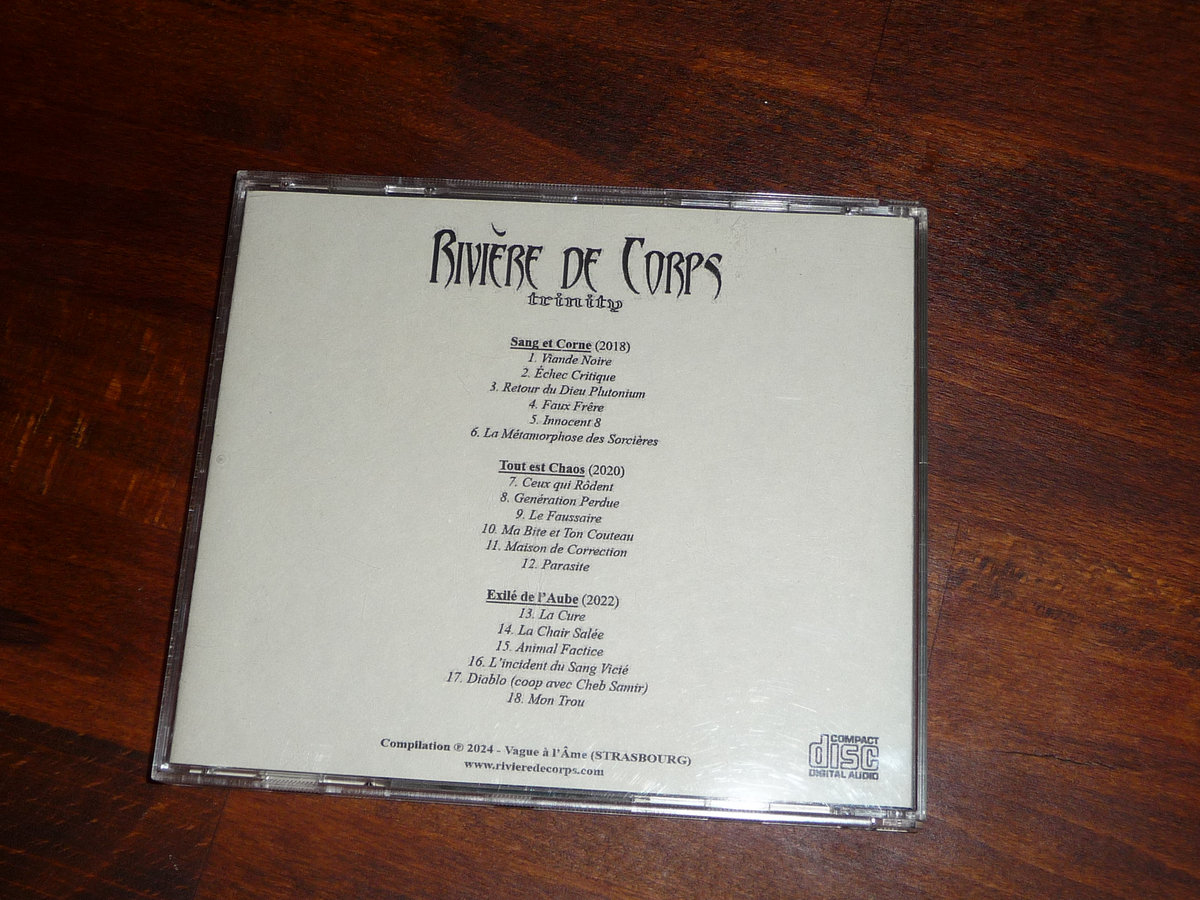 Rivière de Corps
trinity
Sang et Corne (2018)
1. Viande Noire
2. Échec Critique
3. Retour du Dieu Plutonium
4. Faux Frêre
5. Innocent 8
6. La Métamorphose des Sorcières
Tout est Chaos (2020)
7. Ceux qui Rôdent
8. Genération Perdue
9. Le Faussaire
10. Ma Bite et Ton Couteau
11. Maison de Correction
12. Parasite
Exilé de l'Aube (2022)
13. La Cure
14. La Chair Salée
15. Animal Factice
16. L'incident du Sang Vicié
17. Diablo (coop avec Cheb Samir)
18. Mon Trou
Compilation ℗ 2024 - Vague à l'Âme (STRASBOURG)
www.rivieredecorps.com
COMPACT
disc
DIGITAL AUDIO